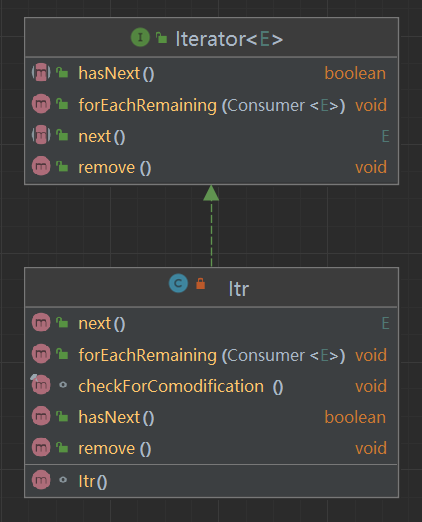 I Iterator<E>
m hasNext() boolean
m forEachRemaining(Consumer<E>) void
m next() E
m remove() void
C Itr
m next() E
m forEachRemaining(Consumer<E>) void
m checkForComodification() void
m hasNext() boolean
m remove() void
m Itr()